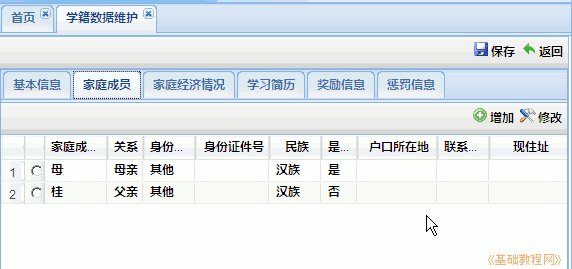 首页 学籍数据维护
保存 返回
基本信息 家庭成员 家庭经济情况 学习简历 奖励信息 惩罚信息
增加 修改
家庭成... 关系 身份... 身份证件号 民族 是... 户口所在地 联系... 现住址
1 母 母亲 其他 汉族 是
2 桂 父亲 其他 汉族 否
《基础教程网》